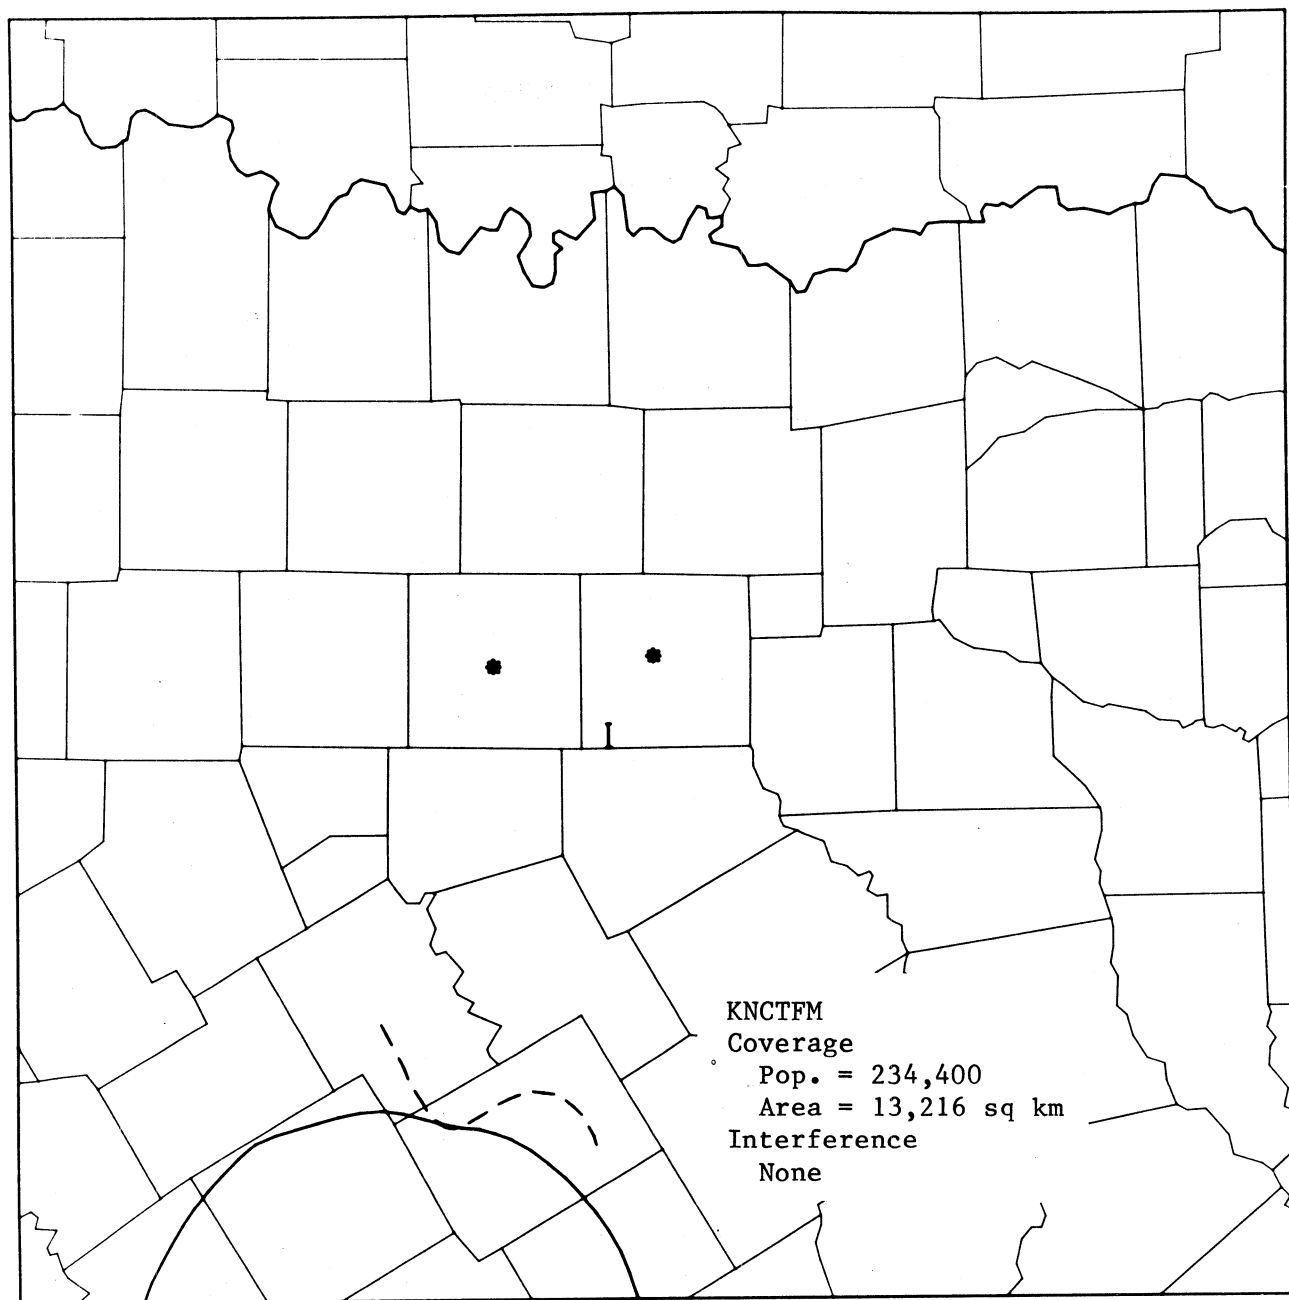 KNCTFM
Coverage
Pop. = 234,400
Area = 13,216 sq km
Interference
None